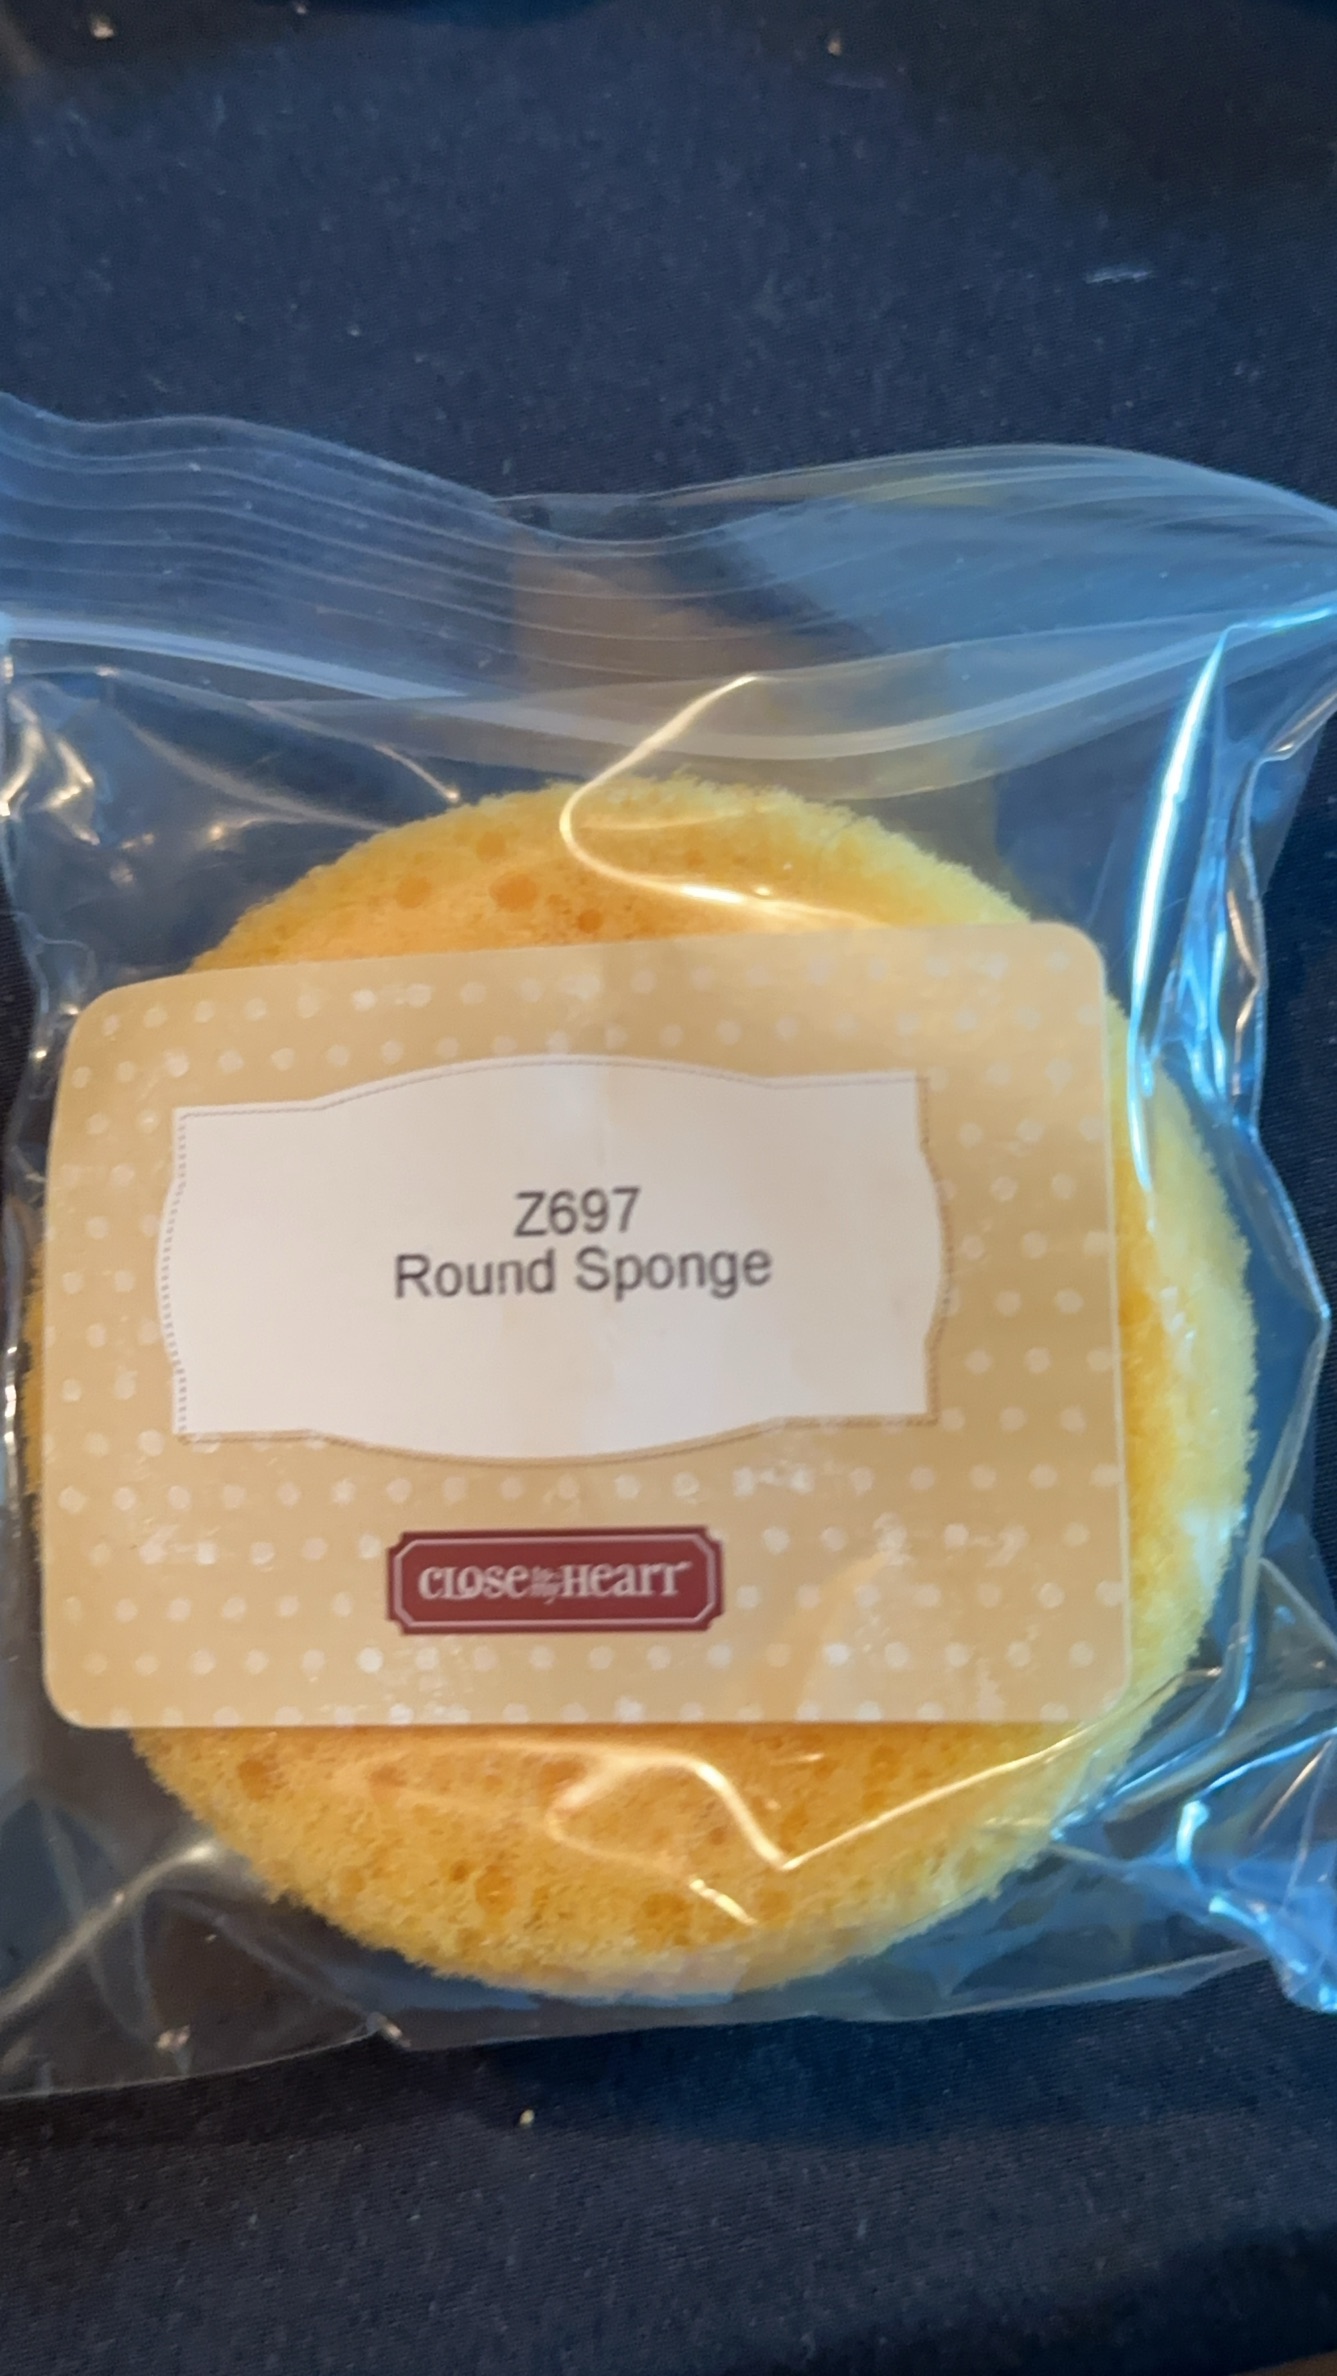 Z697
Round Sponge
CLOSE to my HEART